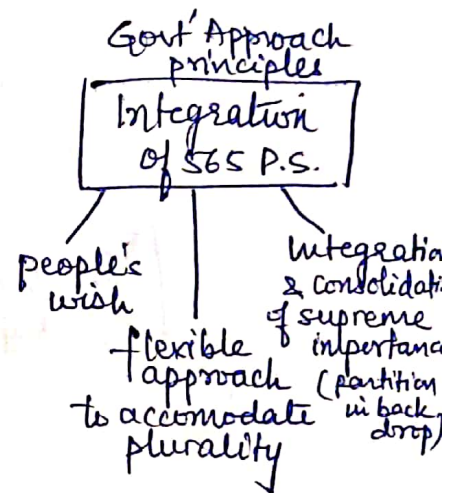 Govt' Approach
principles
Integration
of 565 P.S.
people's
wish
flexible
approach
to accomodate
plurality
Integratio
& consolidati
of supreme
inpertanc
(partition
in back
drop)